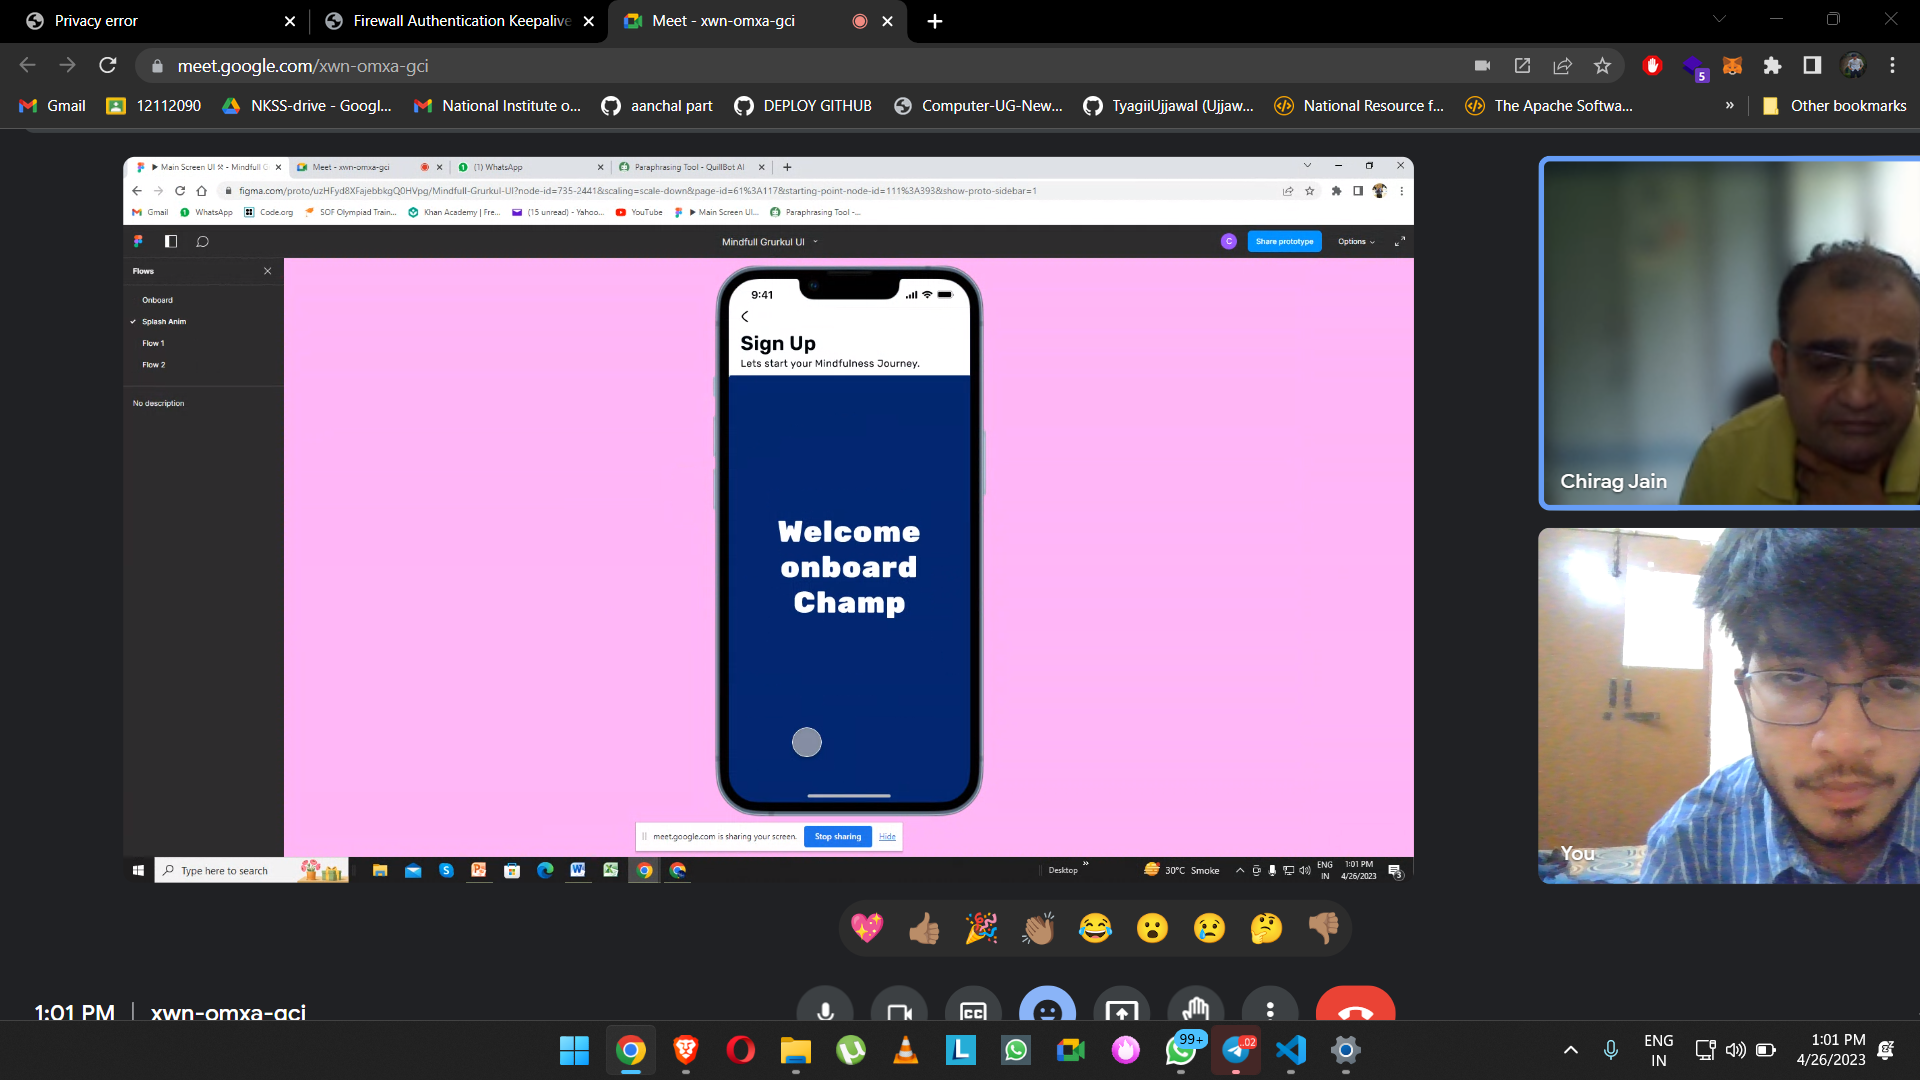 Privacy error
Firewall Authentication Keepalive
Meet - xwn-omxa-gci
meet.google.com/xwn-omxa-gci
5
Gmail
12112090
NKSS-drive - Googl...
National Institute o...
aanchal part
DEPLOY GITHUB
Computer-UG-New...
TyagiiUjjawal (Ujjaw...
National Resource f...
The Apache Softwa...
»
Other bookmarks
Main Screen UI
- Mindfull G
Meet - xwn-omxa-gci
(1) WhatsApp
Paraphrasing Tool - QuillBot AI
figma.com/proto/uzHFyd8XFajebbkgQ0HVpg/Mindfull-Grurkul-UI?node-id=735-2441&scaling=scale-down&page-id=61%3A117&starting-point-node-id=111%3A393&show-proto-sidebar=1
Gmail
WhatsApp
Code.org
SOF Olympiad Train...
Khan Academy | Fre...
(15 unread) - Yahoo...
YouTube
Main Screen UI...
Paraphrasing Tool -...
Mindfull Grurkul UI
C
Share prototype
Options
Flows
Onboard
Splash Anim
Flow 1
Flow 2
No description
9:41
Sign Up
Lets start your Mindfulness Journey.
Welcome
onboard
Champ
meet.google.com is sharing your screen.
Stop sharing
Hide
Type here to search
Desktop
»
30°C Smoke
ENG
IN
1:01 PM
4/26/2023
3
Chirag Jain
You
1:01 PM | xwn-omxa-gci
CC
L
99+
02
ENG
IN
1:01 PM
4/26/2023